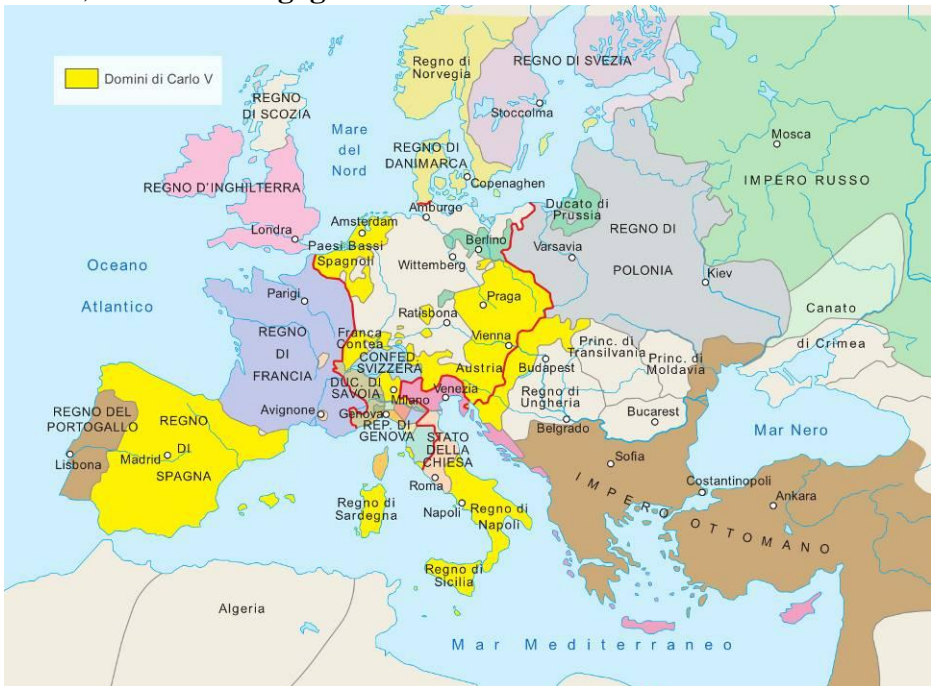 Domini di Carlo V
Regno di
Norvegia
REGNO DI SVEZIA
Stoccolma
REGNO
DI SCOZIA
Mare
del
Nord
REGNO DI
DANIMARCA
Copenaghen
Mosca
IMPERO RUSSO
REGNO D'INGHILTERRA
Londra
Amburgo
Ducato di
Prussia
Amsterdam
Paesi Bassi
Spagnoli
Berlino
Wittemberg
Varsavia
REGNO DI
POLONIA
Kiev
Oceano
Atlantico
Parigi
REGNO
DI
FRANCIA
Praga
Ratisbona
Vienna
Austria
Franca
Contea
CONFED.
SVIZZERA
Canato
di Crimea
Princ. di
Transilvania
Princ. di
Moldavia
Budapest
Regno di
Ungheria
Bucarest
Belgrado
DUC. DI
SAVOIA
Milano
Venezia
Avignone
Genova
REP. DI
GENOVA
STATO
DELLA
CHIESA
Mar Nero
REGNO DEL
PORTOGALLO
Lisbona
REGNO
DI
SPAGNA
Madrid
Roma
Napoli
Regno di
Napoli
Regno di
Sardegna
Regno di
Sicilia
Sofia
Costantinopoli
Ankara
IMPERO OTTOMANO
Algeria
Mar Mediterraneo